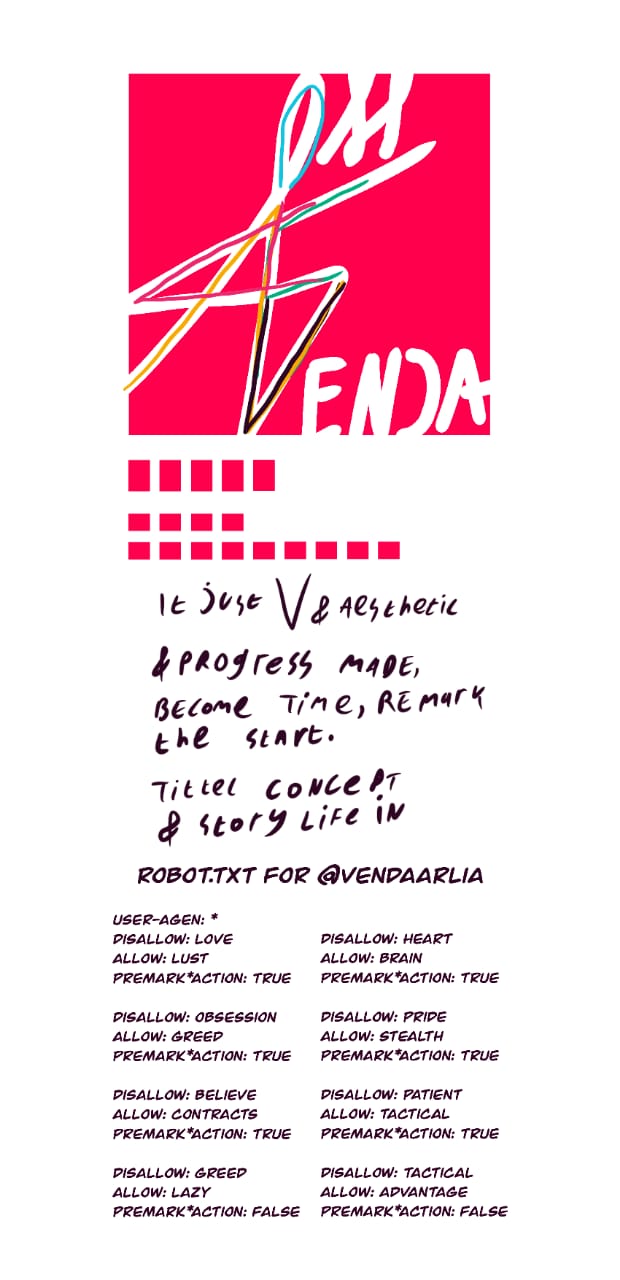 VENDA
It just V & Aesthetic
& progress made,
Become Time, Remark
the start.
Tittel concept
& story life in
ROBOT.TXT FOR @VENDAARLIA
USER-AGEN: *
DISALLOW: LOVE
ALLOW: LUST
PREMARK*ACTION: TRUE
DISALLOW: OBSESSION
ALLOW: GREED
PREMARK*ACTION: TRUE
DISALLOW: BELIEVE
ALLOW: CONTRACTS
PREMARK*ACTION: TRUE
DISALLOW: GREED
ALLOW: LAZY
PREMARK*ACTION: FALSE
DISALLOW: HEART
ALLOW: BRAIN
PREMARK*ACTION: TRUE
DISALLOW: PRIDE
ALLOW: STEALTH
PREMARK*ACTION: TRUE
DISALLOW: PATIENT
ALLOW: TACTICAL
PREMARK*ACTION: TRUE
DISALLOW: TACTICAL
ALLOW: ADVANTAGE
PREMARK*ACTION: FALSE